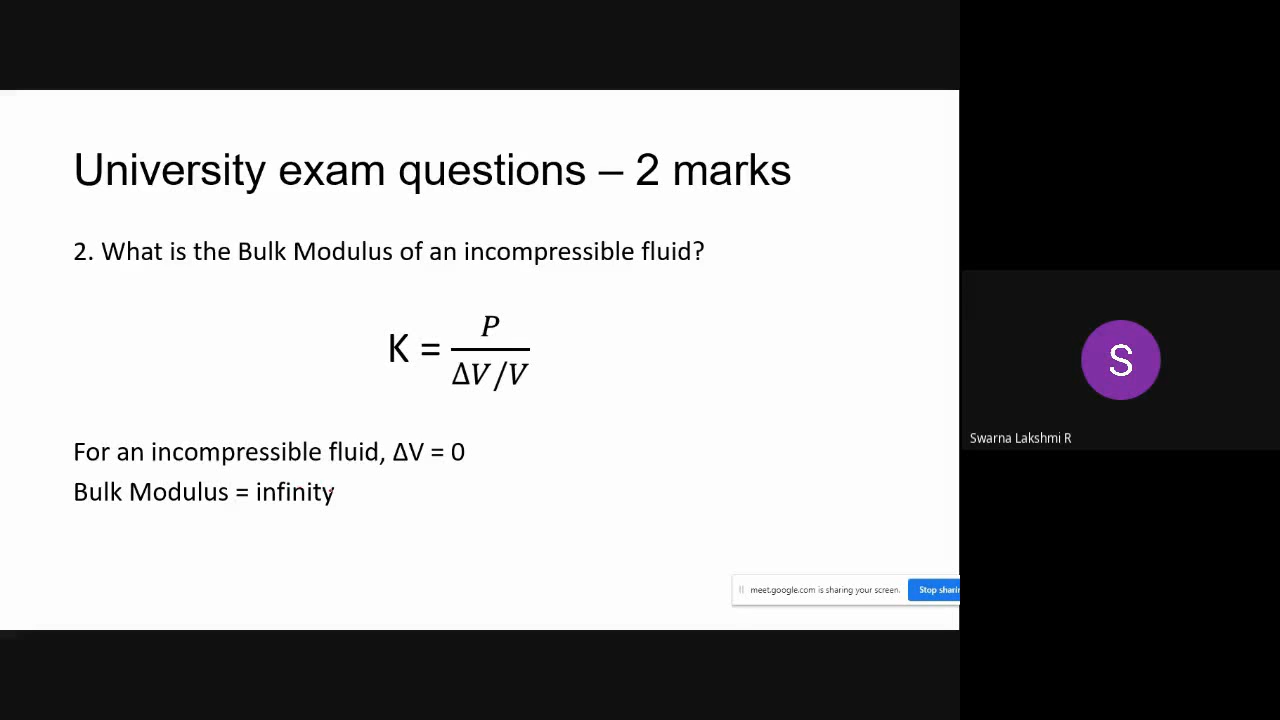 University exam questions – 2 marks
2. What is the Bulk Modulus of an incompressible fluid?
K = P / ΔV/V
For an incompressible fluid, ΔV = 0
Bulk Modulus = infinity
meet.google.com is sharing your screen.
Stop sharin
S
Swarna Lakshmi R